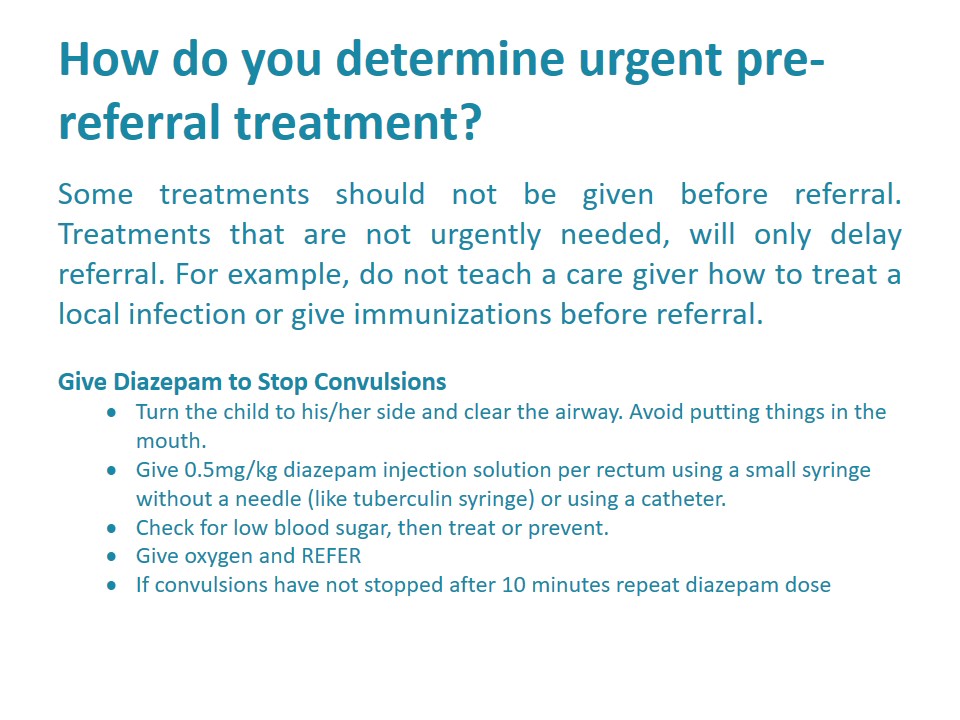 How do you determine urgent pre-
referral treatment?
Some treatments should not be given before referral.
Treatments that are not urgently needed, will only delay
referral. For example, do not teach a care giver how to treat a
local infection or give immunizations before referral.
Give Diazepam to Stop Convulsions
● Turn the child to his/her side and clear the airway. Avoid putting things in the
mouth.
● Give 0.5mg/kg diazepam injection solution per rectum using a small syringe
without a needle (like tuberculin syringe) or using a catheter.
● Check for low blood sugar, then treat or prevent.
● Give oxygen and REFER
● If convulsions have not stopped after 10 minutes repeat diazepam dose